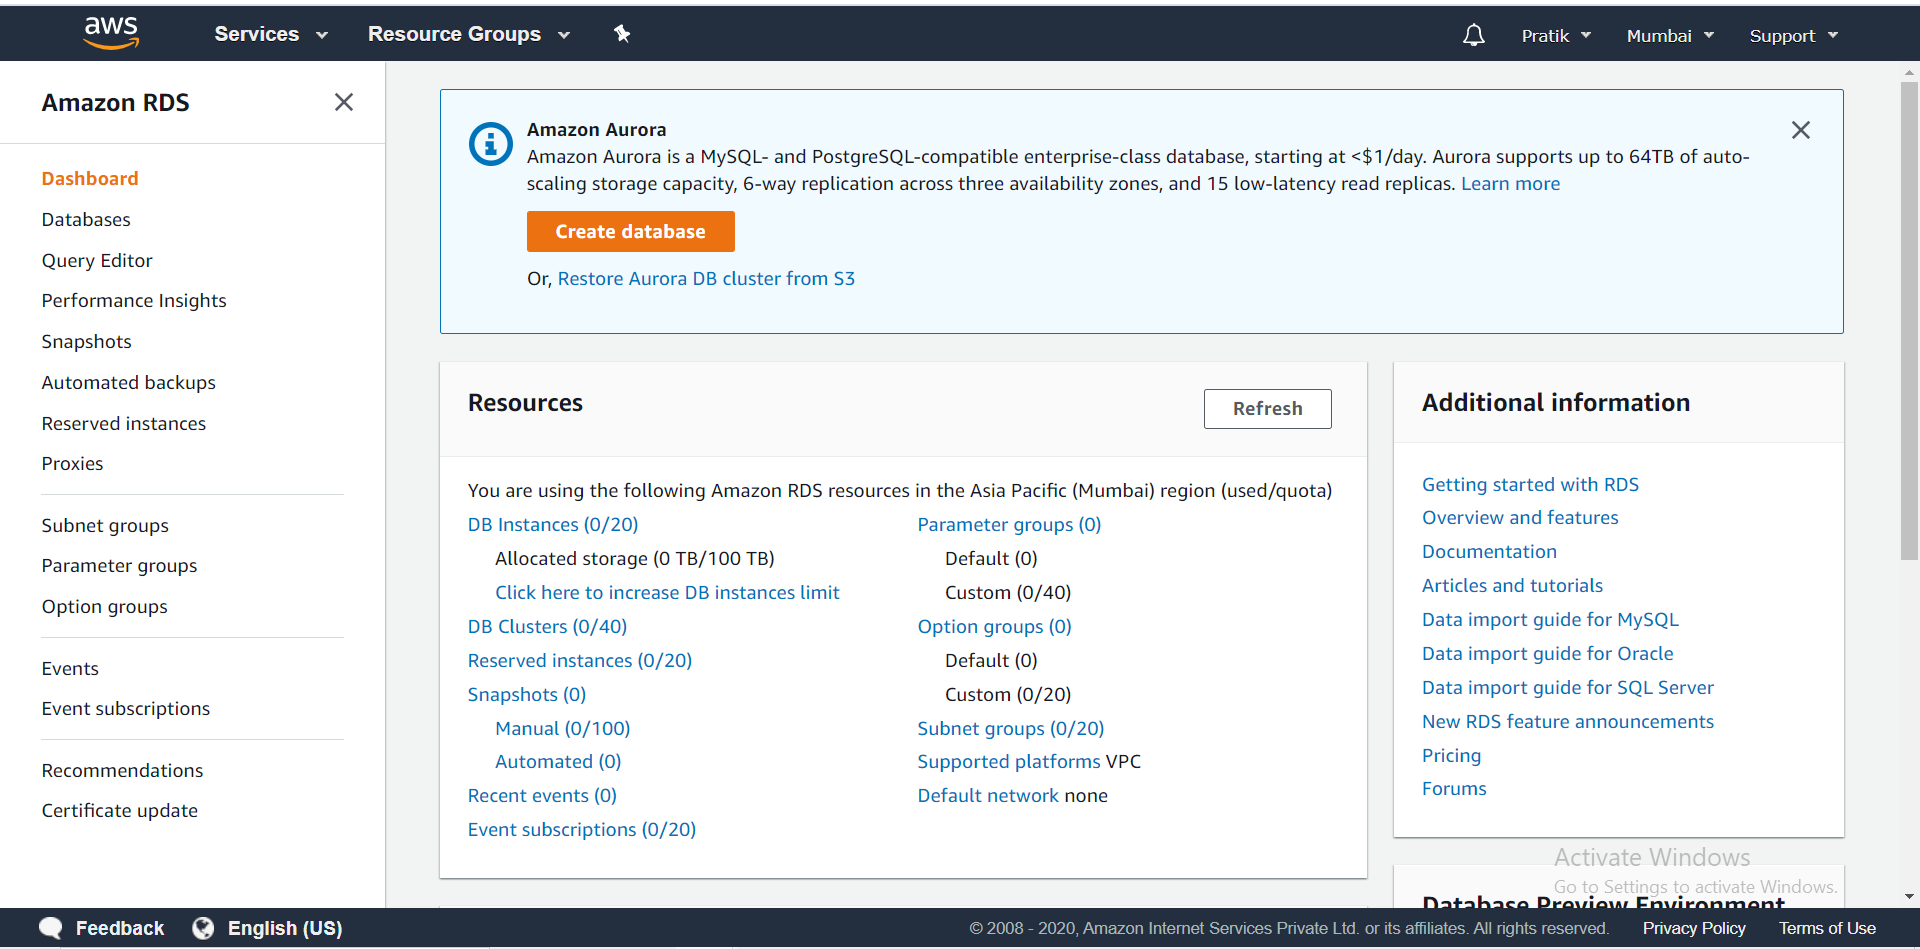 aws Services Resource Groups Pratik Mumbai Support
Amazon RDS
Dashboard
Databases
Query Editor
Performance Insights
Snapshots
Automated backups
Reserved instances
Proxies
Subnet groups
Parameter groups
Option groups
Events
Event subscriptions
Recommendations
Certificate update
Amazon Aurora
Amazon Aurora is a MySQL- and PostgreSQL-compatible enterprise-class database, starting at <$1/day. Aurora supports up to 64TB of auto-
scaling storage capacity, 6-way replication across three availability zones, and 15 low-latency read replicas. Learn more
Create database
Or, Restore Aurora DB cluster from S3
Resources
Refresh
You are using the following Amazon RDS resources in the Asia Pacific (Mumbai) region (used/quota)
DB Instances (0/20)
Allocated storage (0 TB/100 TB)
Click here to increase DB instances limit
DB Clusters (0/40)
Reserved instances (0/20)
Snapshots (0)
Manual (0/100)
Automated (0)
Recent events (0)
Event subscriptions (0/20)
Parameter groups (0)
Default (0)
Custom (0/40)
Option groups (0)
Default (0)
Custom (0/20)
Subnet groups (0/20)
Supported platforms VPC
Default network none
Additional information
Getting started with RDS
Overview and features
Documentation
Articles and tutorials
Data import guide for MySQL
Data import guide for Oracle
Data import guide for SQL Server
New RDS feature announcements
Pricing
Forums
Activate Windows
Go to Settings to activate Windows.
Database Preview Environment
Feedback English (US) © 2008 - 2020, Amazon Internet Services Private Ltd. or its affiliates. All rights reserved. Privacy Policy Terms of Use